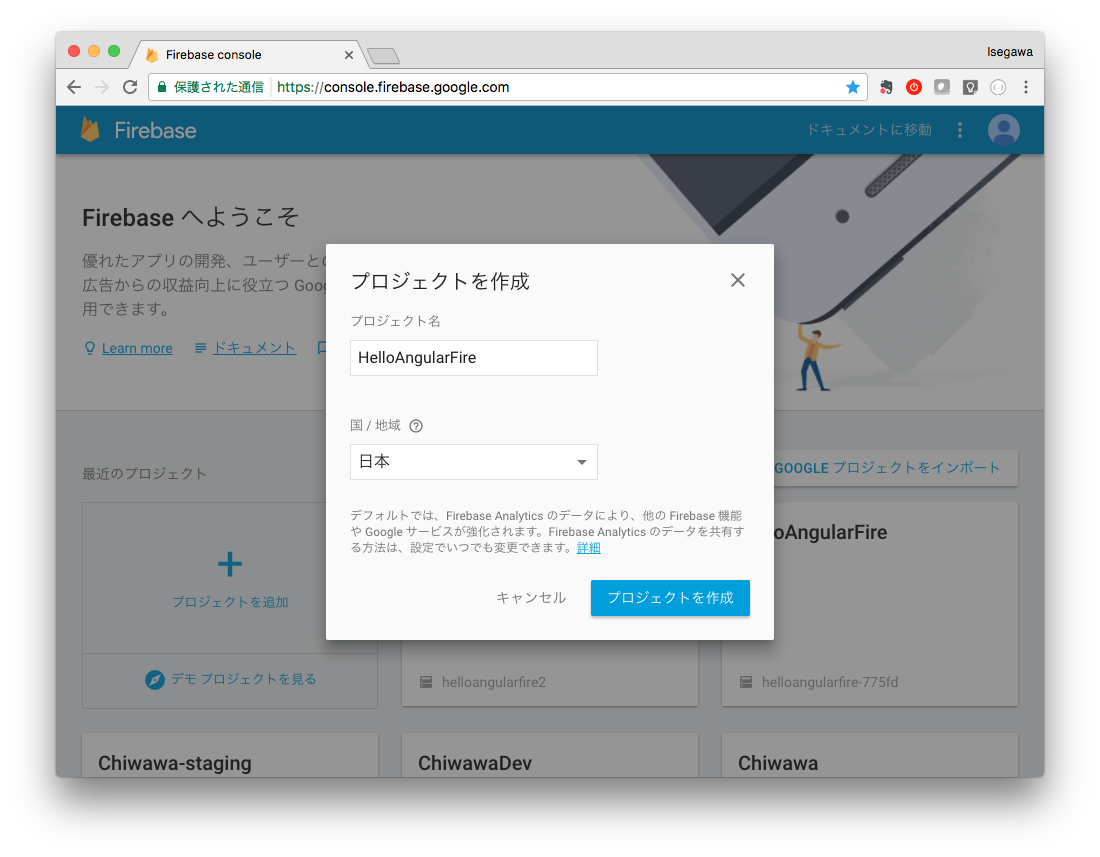 Firebase console
Isegawa
保護された通信
https://console.firebase.google.com
Firebase
ドキュメントに移動
Firebase へようこそ
優れたアプリの開発、ユーザーとの
広告からの収益向上に役立つ Goog
用できます。
Learn more
ドキュメント
プロジェクトを作成
プロジェクト名
HelloAngularFire
国 / 地域
日本
デフォルトでは、Firebase Analytics のデータにより、他の Firebase 機能
や Google サービスが強化されます。Firebase Analytics のデータを共有す
る方法は、設定でいつでも変更できます。詳細
キャンセル
プロジェクトを作成
最近のプロジェクト
GOOGLE プロジェクトをインポート
プロジェクトを追加
デモ プロジェクトを見る
helloangularfire2
loAngularFire
helloangularfire-775fd
Chiwawa-staging
ChiwawaDev
Chiwawa